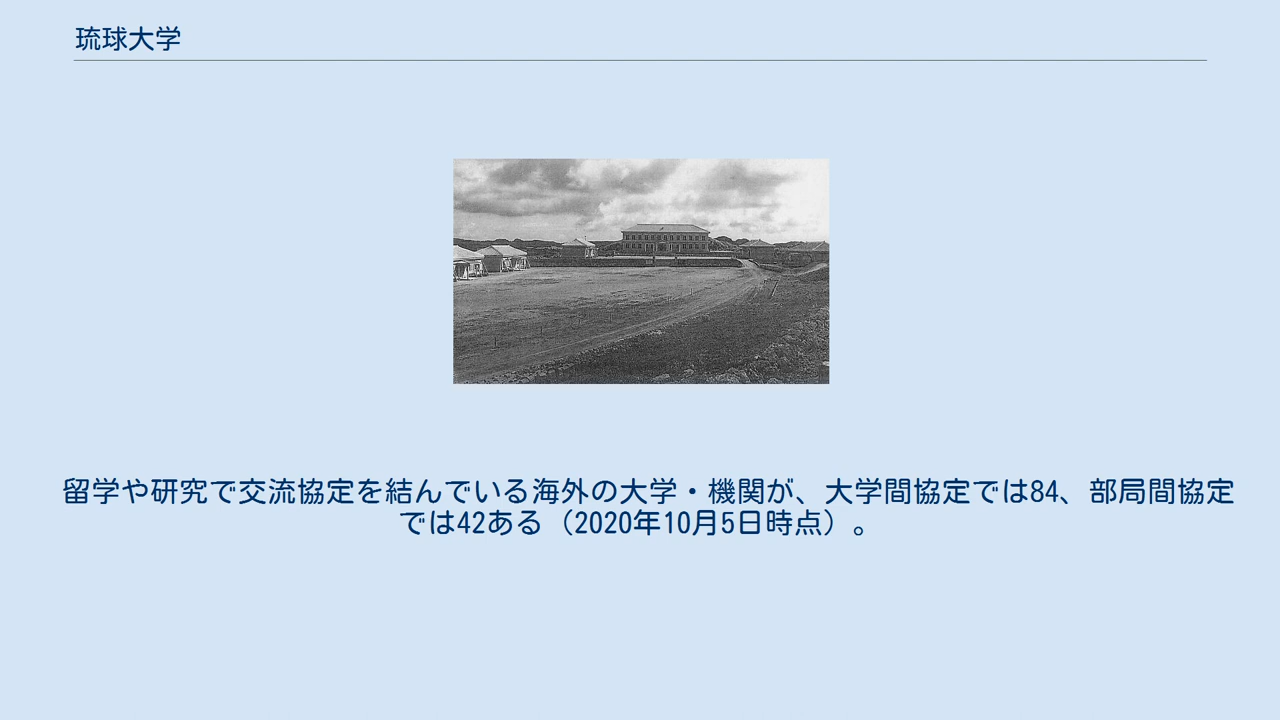 琉球大学
留学や研究で交流協定を結んでいる海外の大学・機関が、大学間協定では84、部局間協定
では42ある（2020年10月5日時点）。